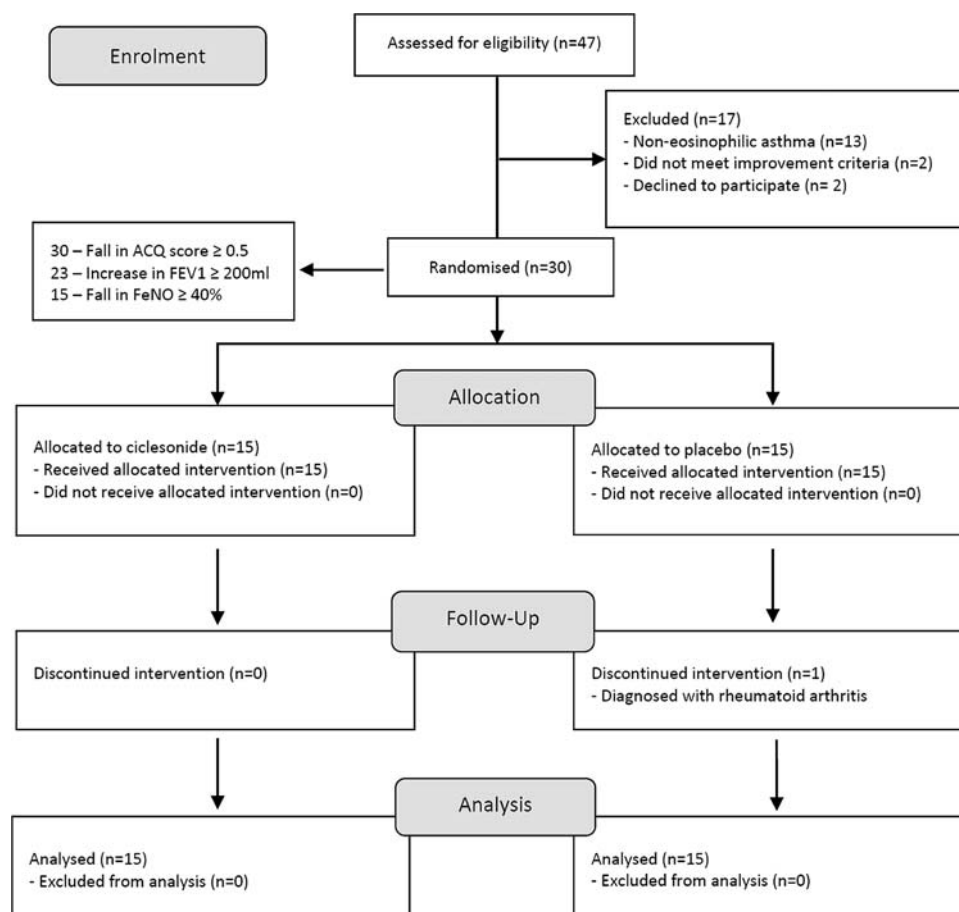 Enrolment
Assessed for eligibility (n=47)
Excluded (n=17)
- Non-eosinophilic asthma (n=13)
- Did not meet improvement criteria (n=2)
- Declined to participate (n= 2)
30 – Fall in ACQ score ≥ 0.5
23 – Increase in FEV1 ≥ 200ml
15 – Fall in FeNO ≥ 40%
Randomised (n=30)
Allocation
Allocated to ciclesonide (n=15)
- Received allocated intervention (n=15)
- Did not receive allocated intervention (n=0)
Allocated to placebo (n=15)
- Received allocated intervention (n=15)
- Did not receive allocated intervention (n=0)
Follow-Up
Discontinued intervention (n=0)
Discontinued intervention (n=1)
- Diagnosed with rheumatoid arthritis
Analysis
Analysed (n=15)
- Excluded from analysis (n=0)
Analysed (n=15)
- Excluded from analysis (n=0)